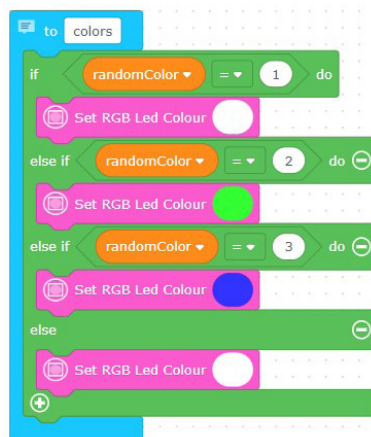 to colors
if randomColor = 1 do
Set RGB Led Colour
else if randomColor = 2 do
Set RGB Led Colour
else if randomColor = 3 do
Set RGB Led Colour
else
Set RGB Led Colour